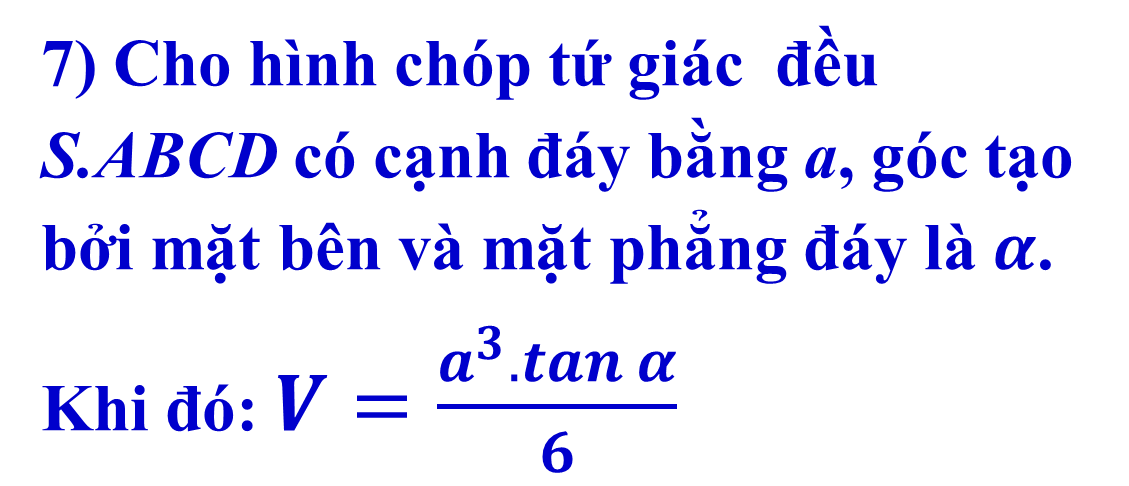 7) Cho hình chóp tứ giác đều
S.ABCD có cạnh đáy bằng a, góc tạo
bởi mặt bên và mặt phẳng đáy là α.
Khi đó: V = a³.tan α / 6